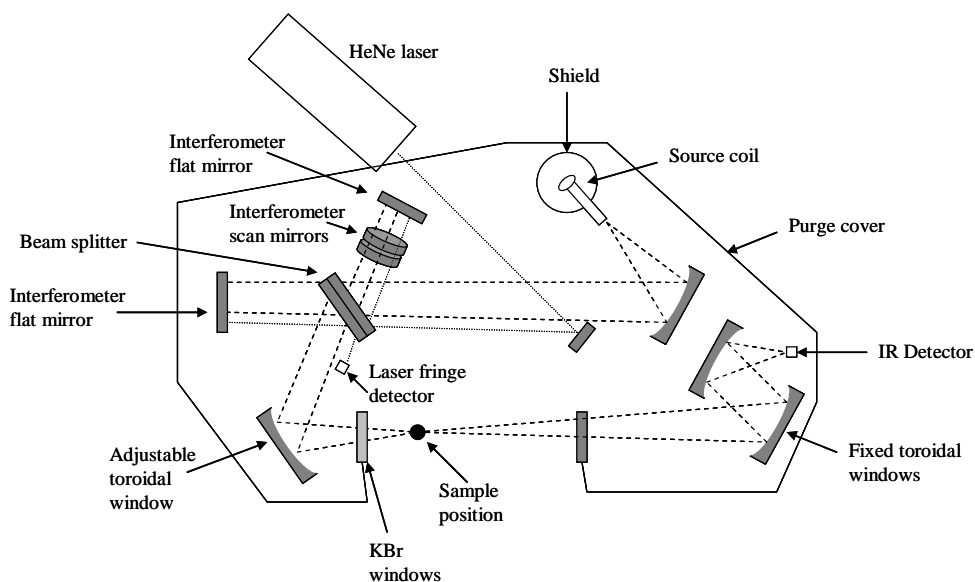 HeNe laser
Shield
Interferometer
flat mirror
Source coil
Interferometer
scan mirrors
Purge cover
Beam splitter
Interferometer
flat mirror
IR Detector
Laser fringe
detector
Adjustable
toroidal
window
Fixed toroidal
windows
Sample
position
KBr
windows